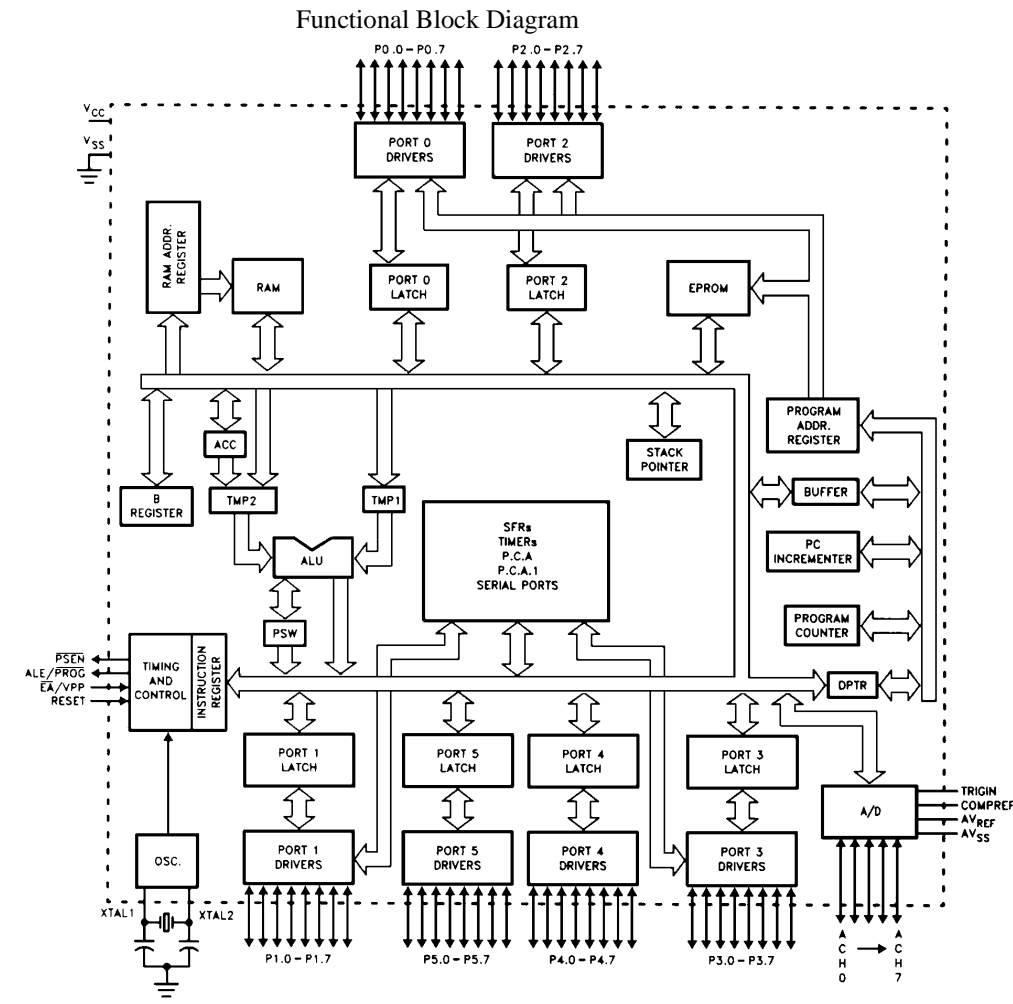 Functional Block Diagram
P0.0-P0.7
P2.0-P2.7
VCC
VSS
PORT 0
DRIVERS
PORT 2
DRIVERS
RAM ADDR.
REGISTER
RAM
PORT 0
LATCH
PORT 2
LATCH
EPROM
ACC
STACK
POINTER
PROGRAM
ADDR.
REGISTER
B
REGISTER
TMP2
TMP1
BUFFER
SFRs
TIMERs
P.C.A
P.C.A.1
SERIAL PORTS
ALU
PC
INCREMENTER
PSW
PROGRAM
COUNTER
PSEN
ALE/PROG
EA/VPP
RESET
TIMING
AND
CONTROL
INSTRUCTION
REGISTER
DPTR
PORT 1
LATCH
PORT 5
LATCH
PORT 4
LATCH
PORT 3
LATCH
A/D
TRIGIN
COMPREF
AVREF
AVSS
OSC.
PORT 1
DRIVERS
PORT 5
DRIVERS
PORT 4
DRIVERS
PORT 3
DRIVERS
XTAL1
XTAL2
P1.0-P1.7
P5.0-P5.7
P4.0-P4.7
P3.0-P3.7
ACH0
ACH7